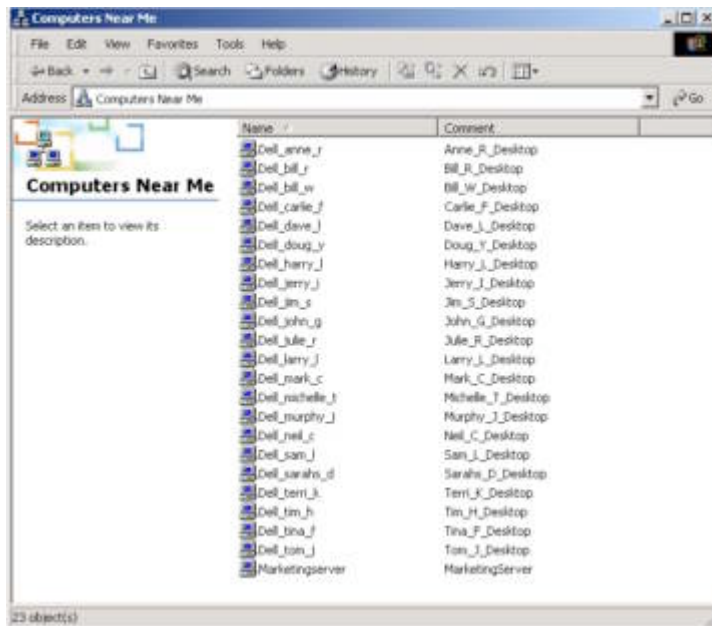 Computers Near Me
File Edit View Favorites Tools Help
Back Search Folders History
Address Computers Near Me Go
Name Comment
Computers Near Me
Select an item to view its
description.
Dell_anne_r Anne_R_Desktop
Dell_bill_r Bill_R_Desktop
Dell_bill_w Bill_W_Desktop
Dell_carlie_f Carlie_F_Desktop
Dell_dave_l Dave_L_Desktop
Dell_doug_y Doug_Y_Desktop
Dell_harry_l Harry_L_Desktop
Dell_jerry_j Jerry_J_Desktop
Dell_jim_s Jim_S_Desktop
Dell_john_g John_G_Desktop
Dell_julie_r Julie_R_Desktop
Dell_larry_l Larry_L_Desktop
Dell_mark_c Mark_C_Desktop
Dell_michelle_t Michelle_T_Desktop
Dell_murphy_j Murphy_J_Desktop
Dell_neil_c Neil_C_Desktop
Dell_sam_l Sam_L_Desktop
Dell_sarahs_d Sarahs_D_Desktop
Dell_terri_k Terri_K_Desktop
Dell_tim_h Tim_H_Desktop
Dell_tina_f Tina_F_Desktop
Dell_tom_j Tom_J_Desktop
Marketingserver MarketingServer
23 object(s)